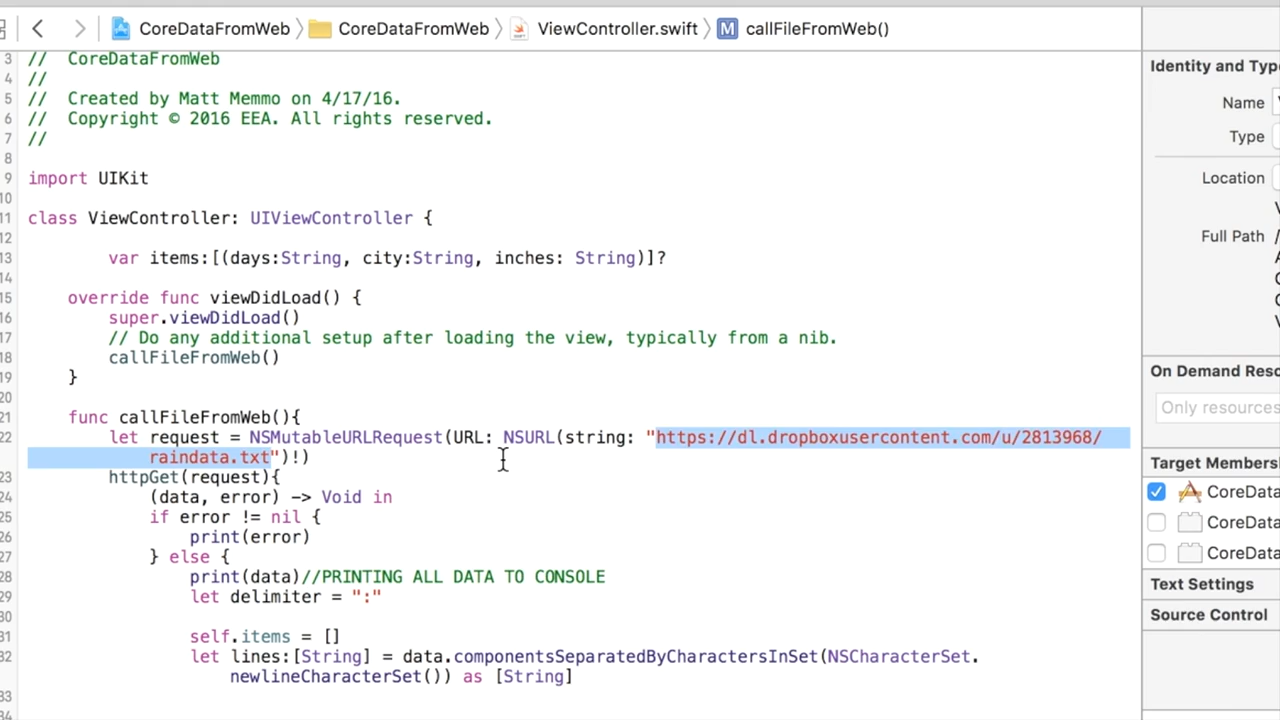 CoreDataFromWeb CoreDataFromWeb ViewController.swift M callFileFromWeb()
3 // CoreDataFromWeb
4 //
5 // Created by Matt Memmo on 4/17/16.
6 // Copyright © 2016 EEA. All rights reserved.
7 //
8
9 import UIKit
10
11 class ViewController: UIViewController {
12
13 var items:[(days:String, city:String, inches: String)]?
14
15 override func viewDidLoad() {
16 super.viewDidLoad()
17 // Do any additional setup after loading the view, typically from a nib.
18 callFileFromWeb()
19 }
20
21 func callFileFromWeb(){
22 let request = NSMutableURLRequest(URL: NSURL(string: "https://dl.dropboxusercontent.com/u/2813968/
raindata.txt")!)
23 httpGet(request){
24 (data, error) -> Void in
25 if error != nil {
26 print(error)
27 } else {
28 print(data)//PRINTING ALL DATA TO CONSOLE
29 let delimiter = ":"
30
31 self.items = []
32 let lines:[String] = data.componentsSeparatedByCharactersInSet(NSCharacterSet.
newlineCharacterSet()) as [String]
33
34
Identity and Type
Name
Type
Location
Full Path /
On Demand Reso
Only resources
Target Members
CoreData
CoreData
CoreData
Text Settings
Source Control